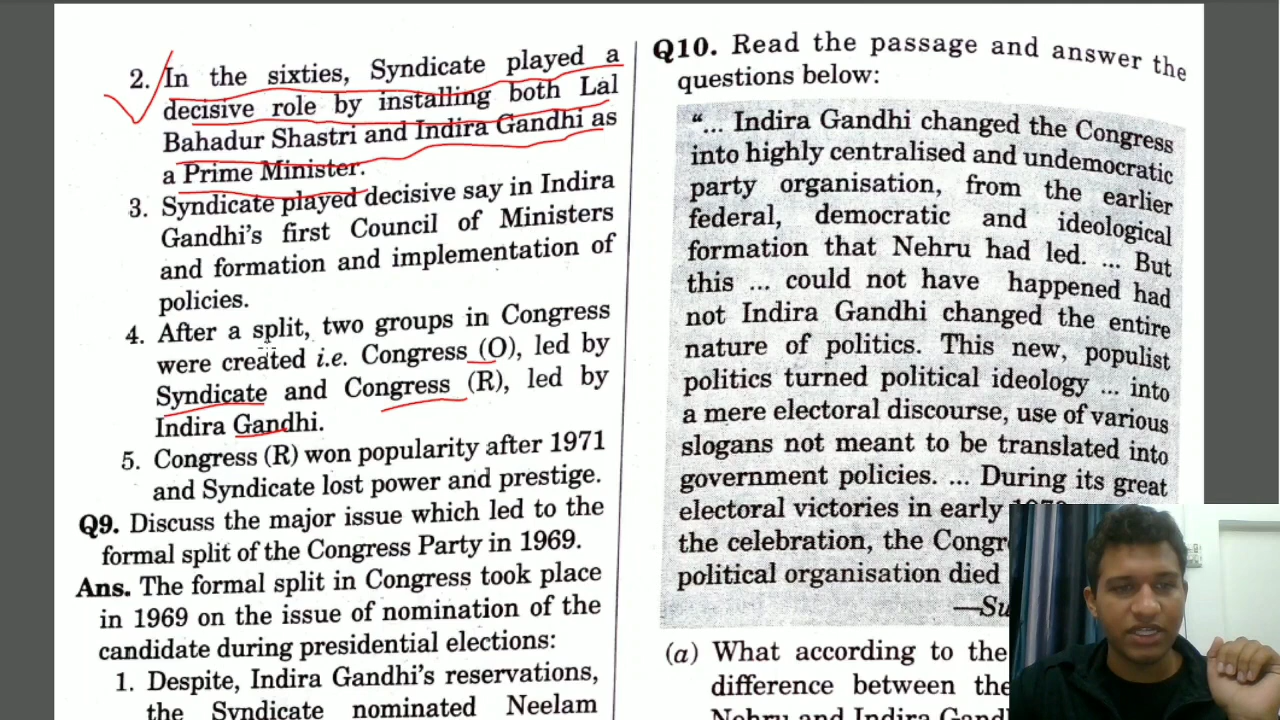 2. In the sixties, Syndicate played a
decisive role by installing both Lal
Bahadur Shastri and Indira Gandhi as
a Prime Minister.
3. Syndicate played decisive say in Indira
Gandhi's first Council of Ministers
and formation and implementation of
policies.
4. After a split, two groups in Congress
were created i.e. Congress (O), led by
Syndicate and Congress (R), led by
Indira Gandhi.
5. Congress (R) won popularity after 1971
and Syndicate lost power and prestige.
Q9. Discuss the major issue which led to the
formal split of the Congress Party in 1969.
Ans. The formal split in Congress took place
in 1969 on the issue of nomination of the
candidate during presidential elections:
1. Despite, Indira Gandhi's reservations,
the Syndicate nominated Neelam
Q10. Read the passage and answer the
questions below:
"... Indira Gandhi changed the Congress
into highly centralised and undemocratic
party organisation, from the earlier
federal, democratic and ideological
formation that Nehru had led. ... But
this ... could not have happened had
not Indira Gandhi changed the entire
nature of politics. This new, populist
politics turned political ideology ... into
a mere electoral discourse, use of various
slogans not meant to be translated into
government policies. ... During its great
electoral victories in early
the celebration, the
political organisation died
(a) What according to the
difference between the
Nehru and Indira